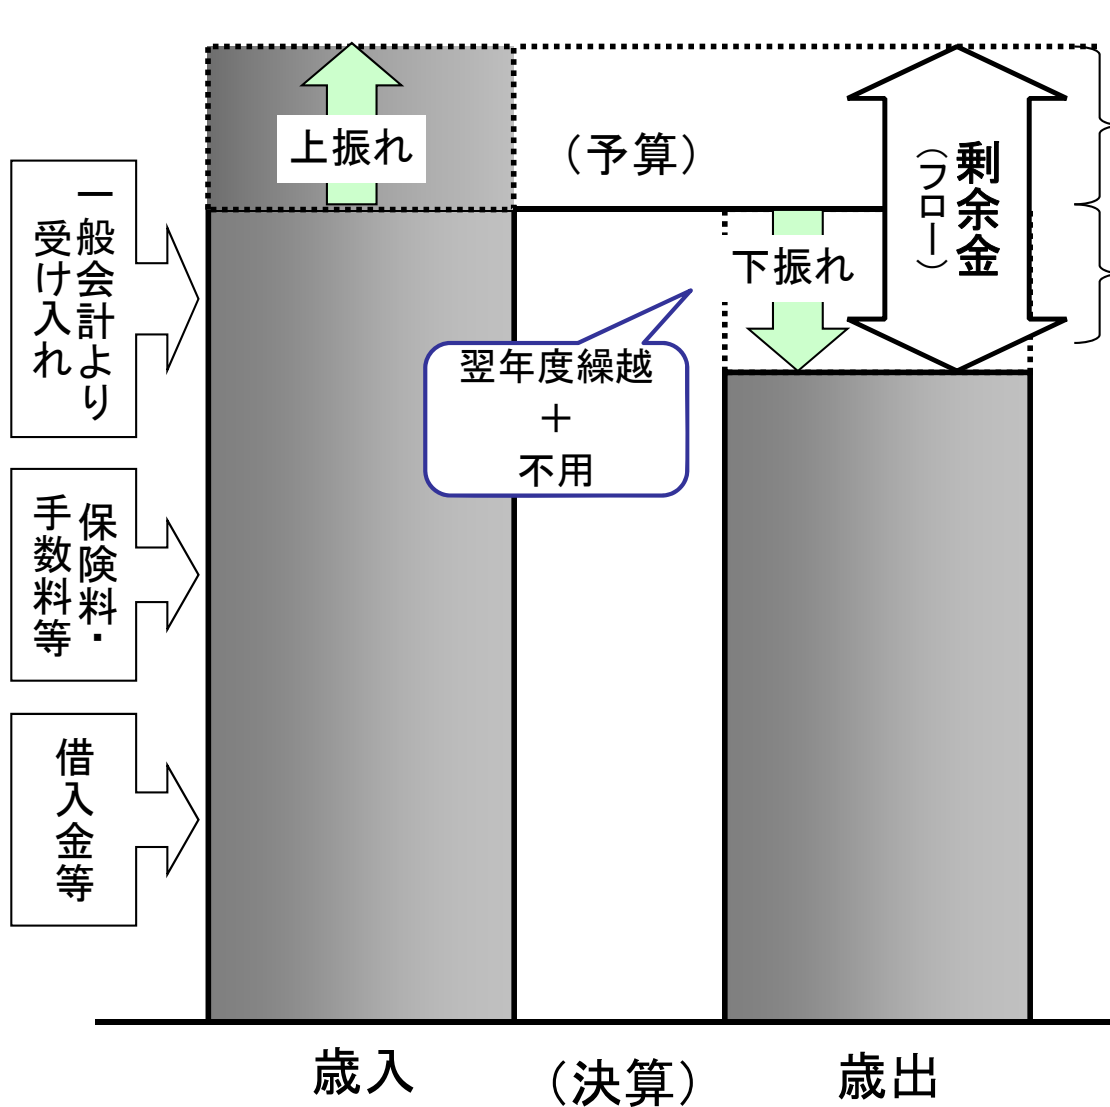 上振れ
（予算）
剰余金
（フロー）
一般会計より
受け入れ
下振れ
翌年度繰越
＋
不用
保険料・
手数料等
借入金等
歳入
（決算）
歳出